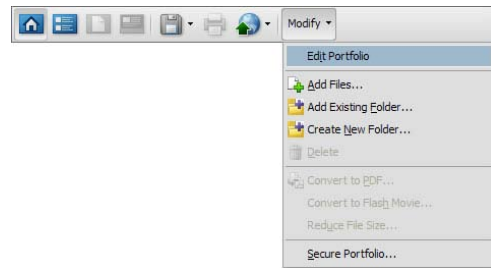 Modify
Edit Portfolio
Add Files...
Add Existing Folder...
Create New Folder...
Delete
Convert to PDF...
Convert to Flash Movie...
Reduce File Size...
Secure Portfolio...